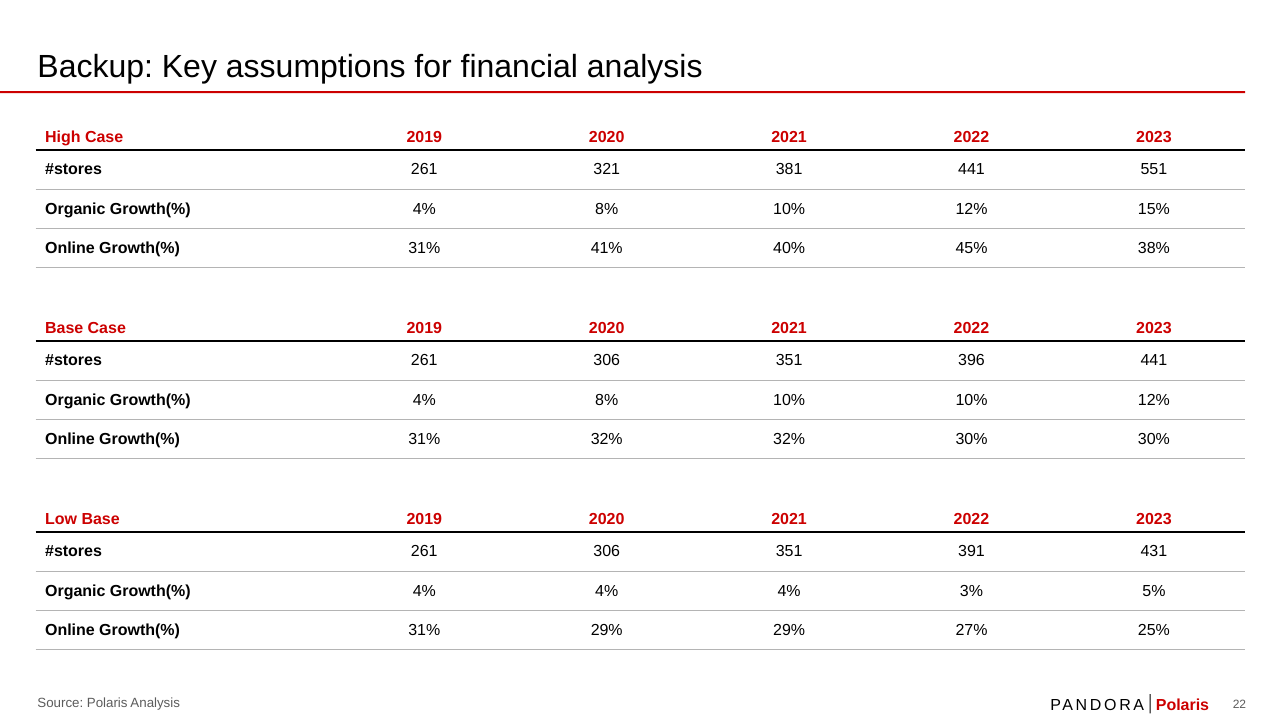 Backup: Key assumptions for financial analysis
High Case 2019 2020 2021 2022 2023
#stores 261 321 381 441 551
Organic Growth(%) 4% 8% 10% 12% 15%
Online Growth(%) 31% 41% 40% 45% 38%
Base Case 2019 2020 2021 2022 2023
#stores 261 306 351 396 441
Organic Growth(%) 4% 8% 10% 10% 12%
Online Growth(%) 31% 32% 32% 30% 30%
Low Base 2019 2020 2021 2022 2023
#stores 261 306 351 391 431
Organic Growth(%) 4% 4% 4% 3% 5%
Online Growth(%) 31% 29% 29% 27% 25%
Source: Polaris Analysis
PANDORA Polaris 22